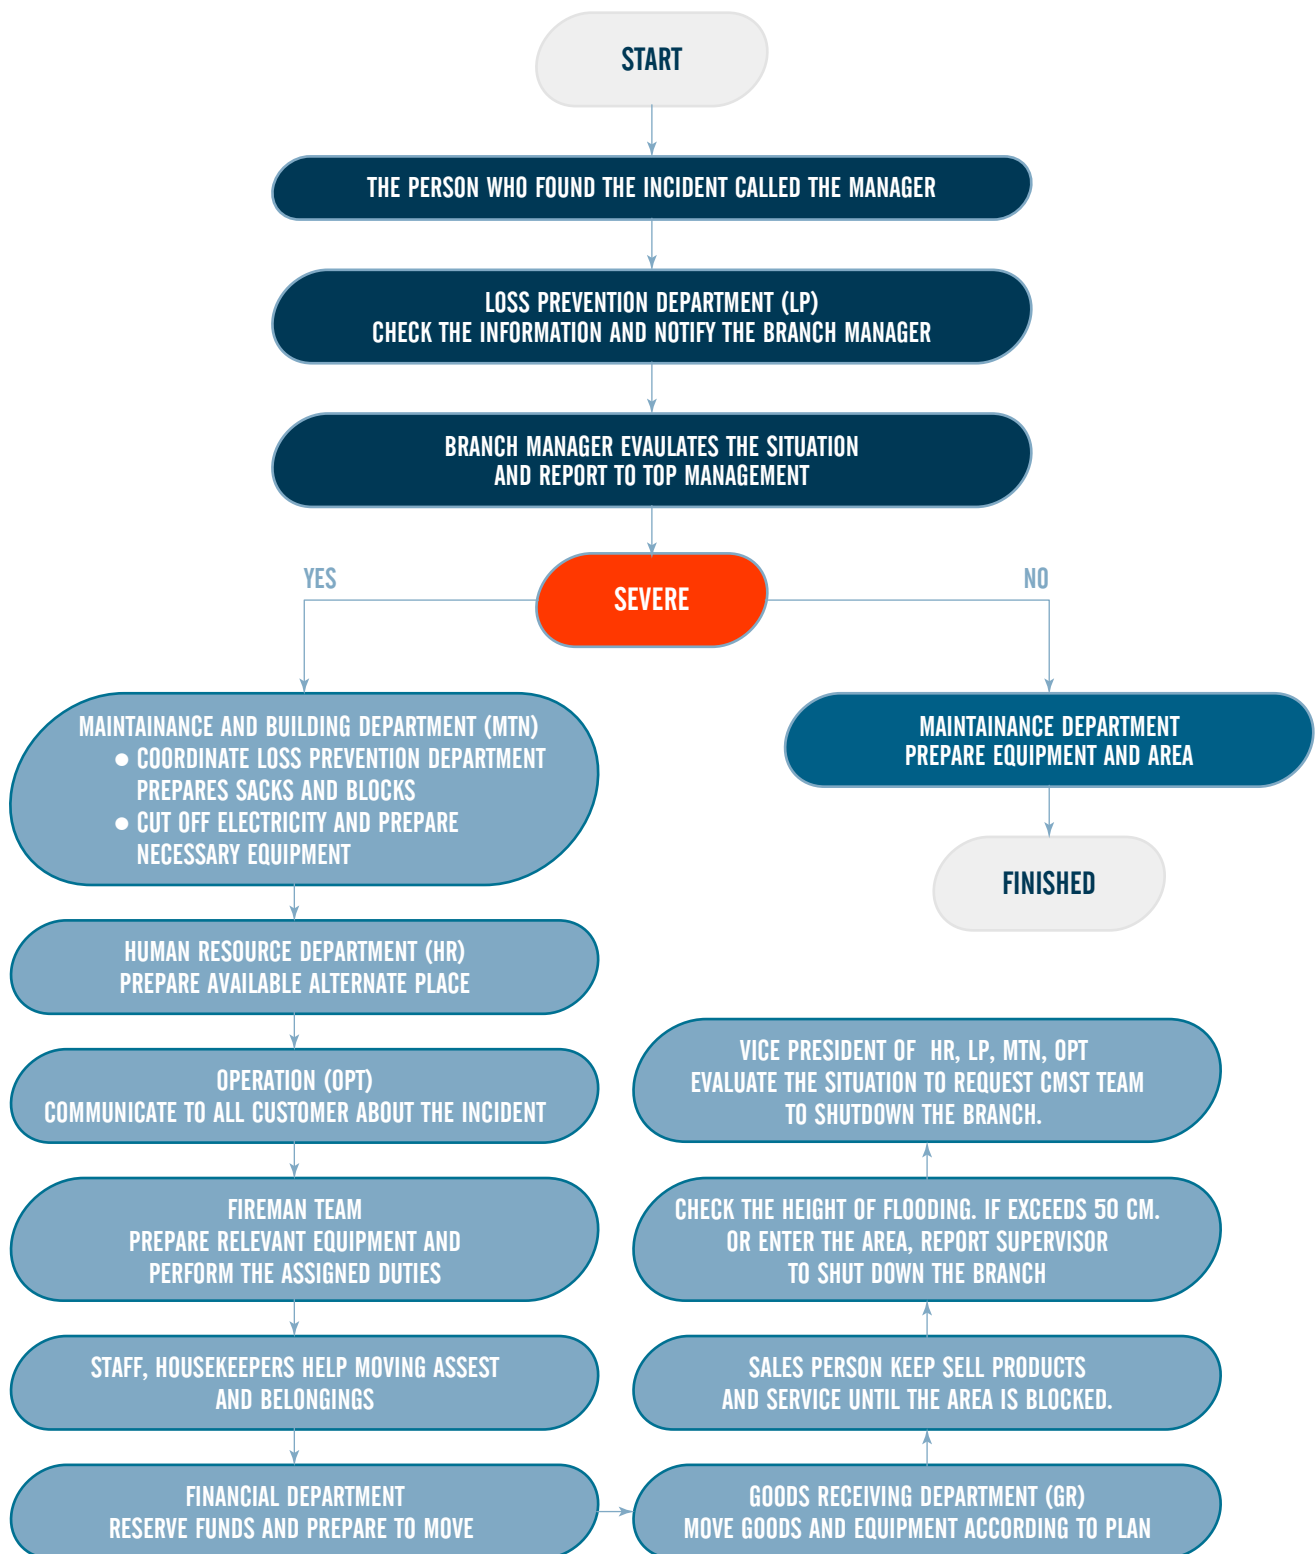 START
THE PERSON WHO FOUND THE INCIDENT CALLED THE MANAGER
LOSS PREVENTION DEPARTMENT (LP)
CHECK THE INFORMATION AND NOTIFY THE BRANCH MANAGER
BRANCH MANAGER EVAULATES THE SITUATION
AND REPORT TO TOP MANAGEMENT
SEVERE
YES
NO
MAINTAINANCE AND BUILDING DEPARTMENT (MTN)
● COORDINATE LOSS PREVENTION DEPARTMENT
PREPARES SACKS AND BLOCKS
● CUT OFF ELECTRICITY AND PREPARE
NECESSARY EQUIPMENT
HUMAN RESOURCE DEPARTMENT (HR)
PREPARE AVAILABLE ALTERNATE PLACE
OPERATION (OPT)
COMMUNICATE TO ALL CUSTOMER ABOUT THE INCIDENT
FIREMAN TEAM
PREPARE RELEVANT EQUIPMENT AND
PERFORM THE ASSIGNED DUTIES
STAFF, HOUSEKEEPERS HELP MOVING ASSEST
AND BELONGINGS
FINANCIAL DEPARTMENT
RESERVE FUNDS AND PREPARE TO MOVE
GOODS RECEIVING DEPARTMENT (GR)
MOVE GOODS AND EQUIPMENT ACCORDING TO PLAN
SALES PERSON KEEP SELL PRODUCTS
AND SERVICE UNTIL THE AREA IS BLOCKED.
CHECK THE HEIGHT OF FLOODING. IF EXCEEDS 50 CM.
OR ENTER THE AREA, REPORT SUPERVISOR
TO SHUT DOWN THE BRANCH
VICE PRESIDENT OF HR, LP, MTN, OPT
EVALUATE THE SITUATION TO REQUEST CMST TEAM
TO SHUTDOWN THE BRANCH.
MAINTAINANCE DEPARTMENT
PREPARE EQUIPMENT AND AREA
FINISHED